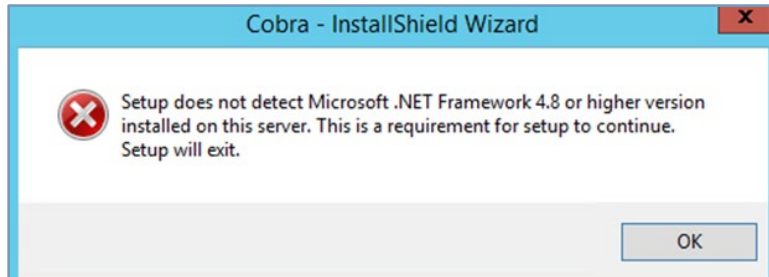 Cobra - InstallShield Wizard
x
Setup does not detect Microsoft .NET Framework 4.8 or higher version
installed on this server. This is a requirement for setup to continue.
Setup will exit.
OK